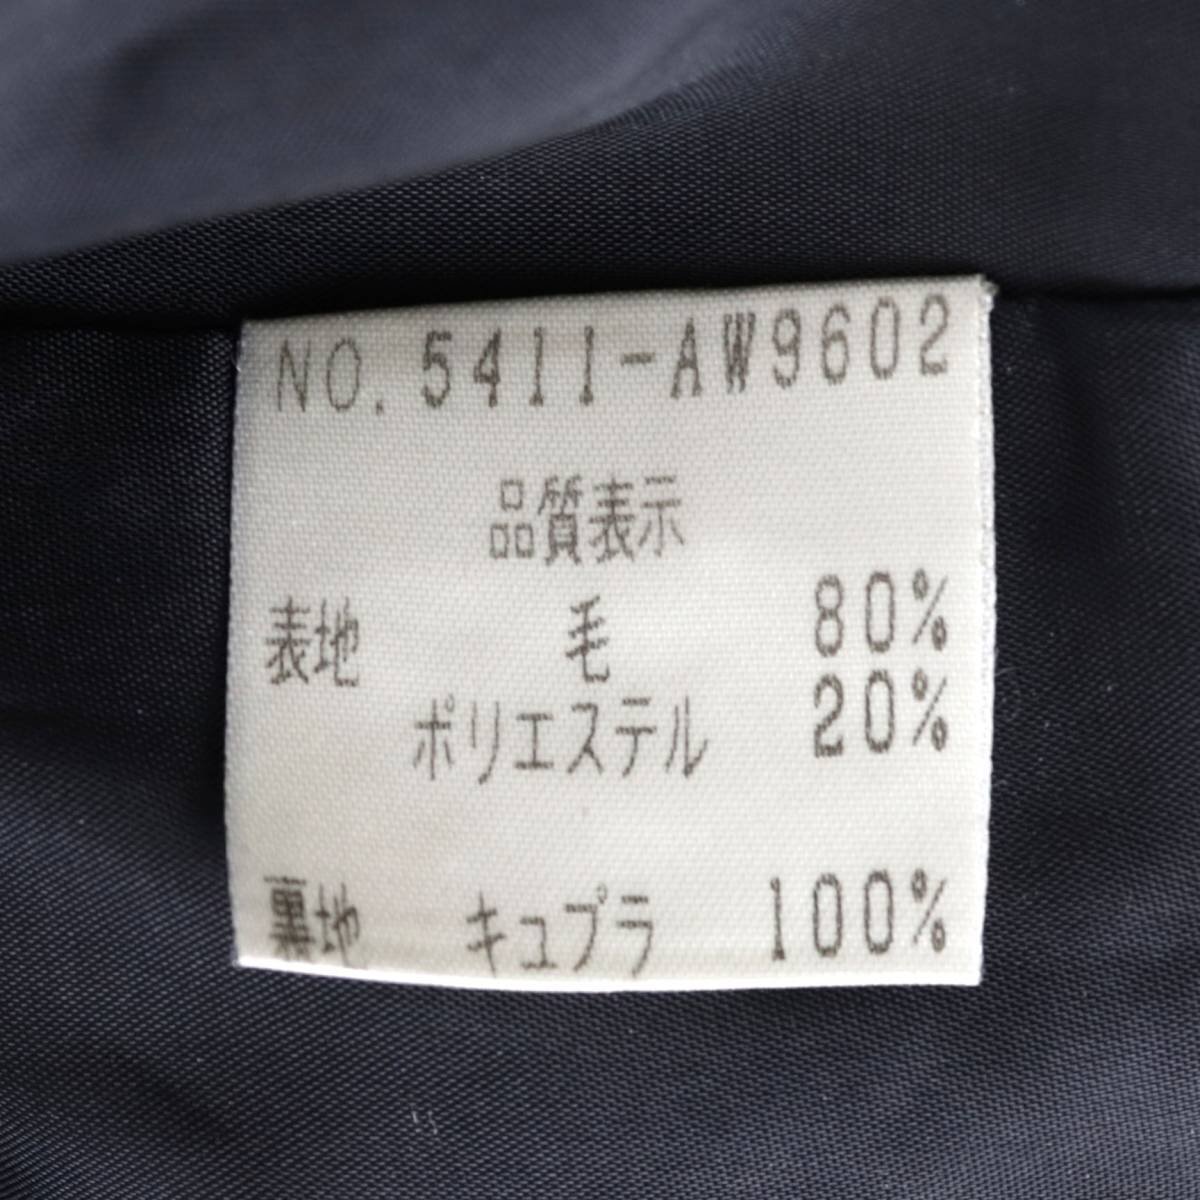 NO. 5411-AW9602
品質表示
表地 毛 80%
ポリエステル 20%
裏地 キュプラ 100%